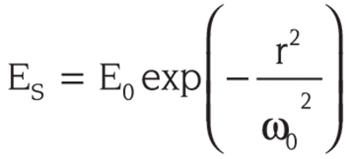 E_S = E_0 exp(− r^2 / ω_0^2)